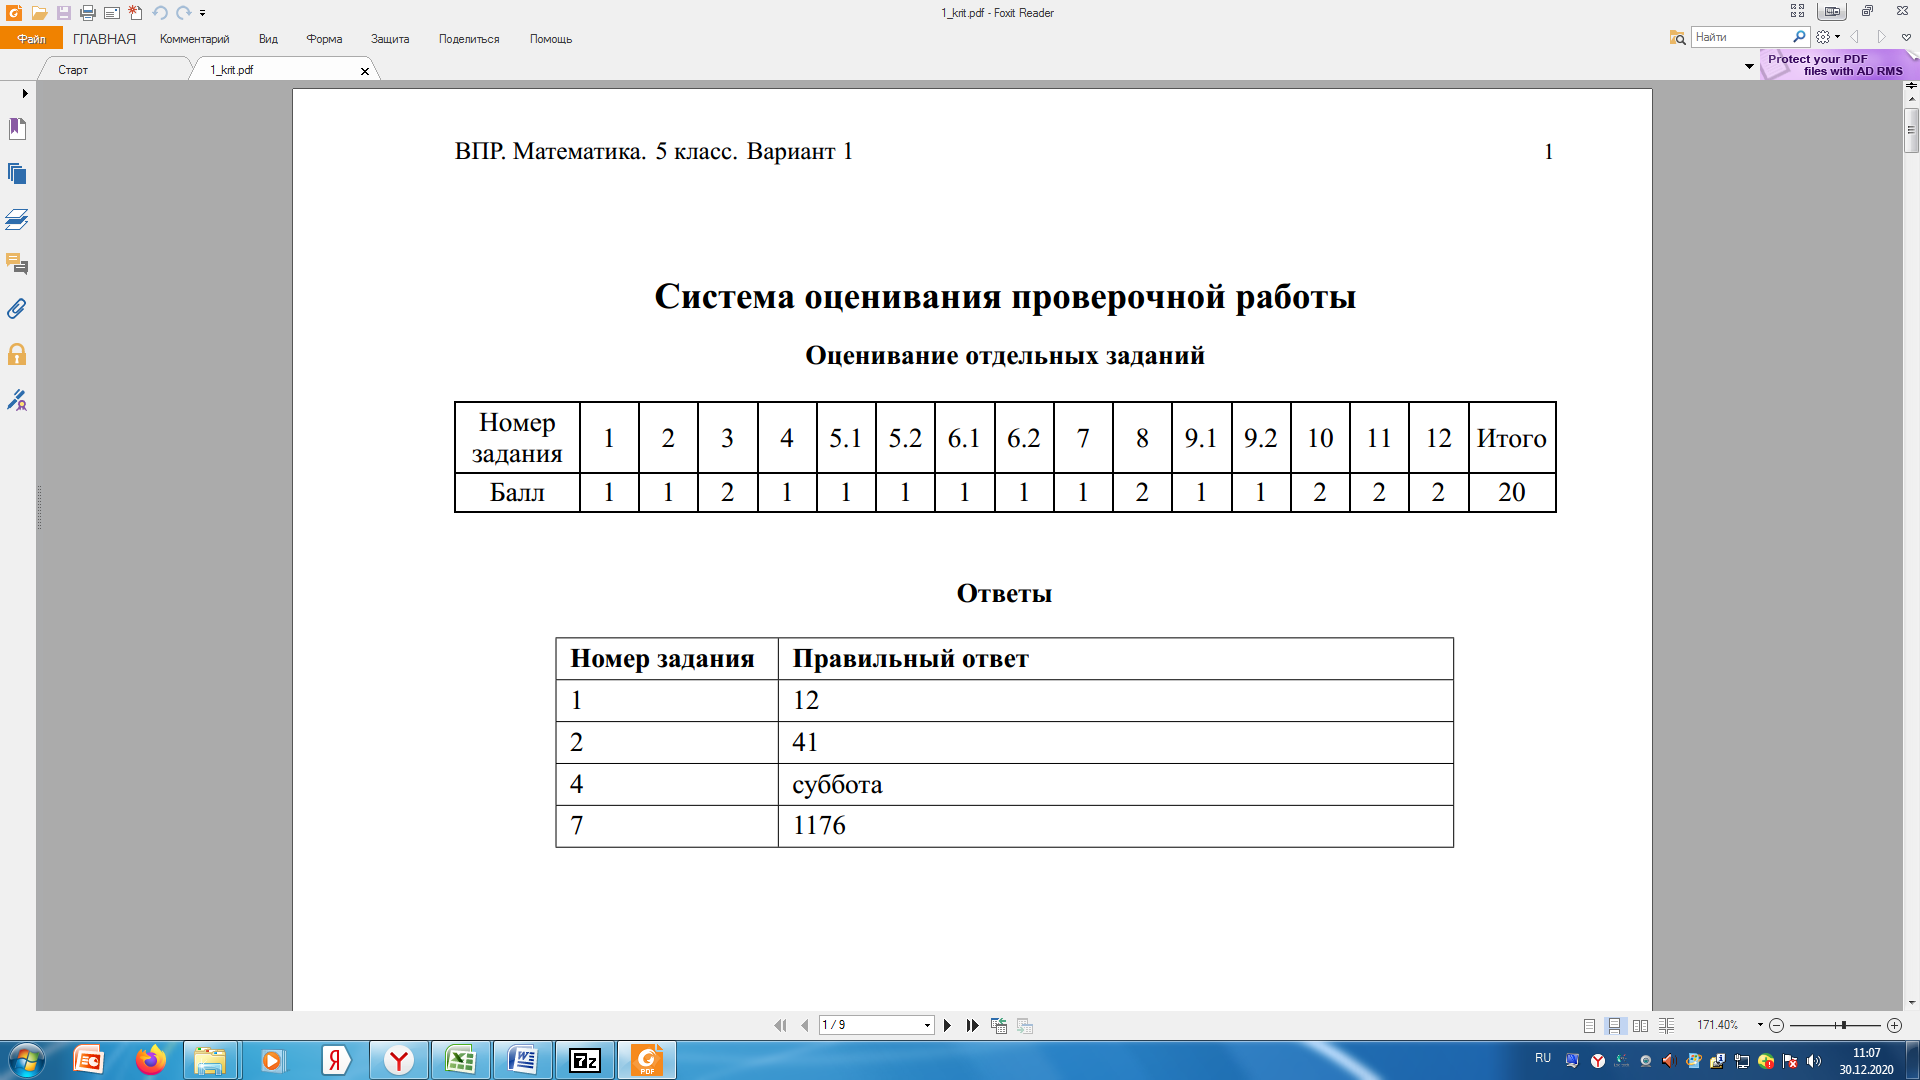 1_krit.pdf - Foxit Reader
Файл ГЛАВНАЯ Комментарий Вид Форма Защита Поделиться Помощь
Найти
Старт 1_krit.pdf
Protect your PDF
files with AD RMS
ВПР. Математика. 5 класс. Вариант 1 1
Система оценивания проверочной работы
Оценивание отдельных заданий
Номер задания 1 2 3 4 5.1 5.2 6.1 6.2 7 8 9.1 9.2 10 11 12 Итого
Балл 1 1 2 1 1 1 1 1 1 2 1 1 2 2 2 20
Ответы
Номер задания Правильный ответ
1 12
2 41
4 суббота
7 1176
1 / 9
171.40%
RU
11:07
30.12.2020